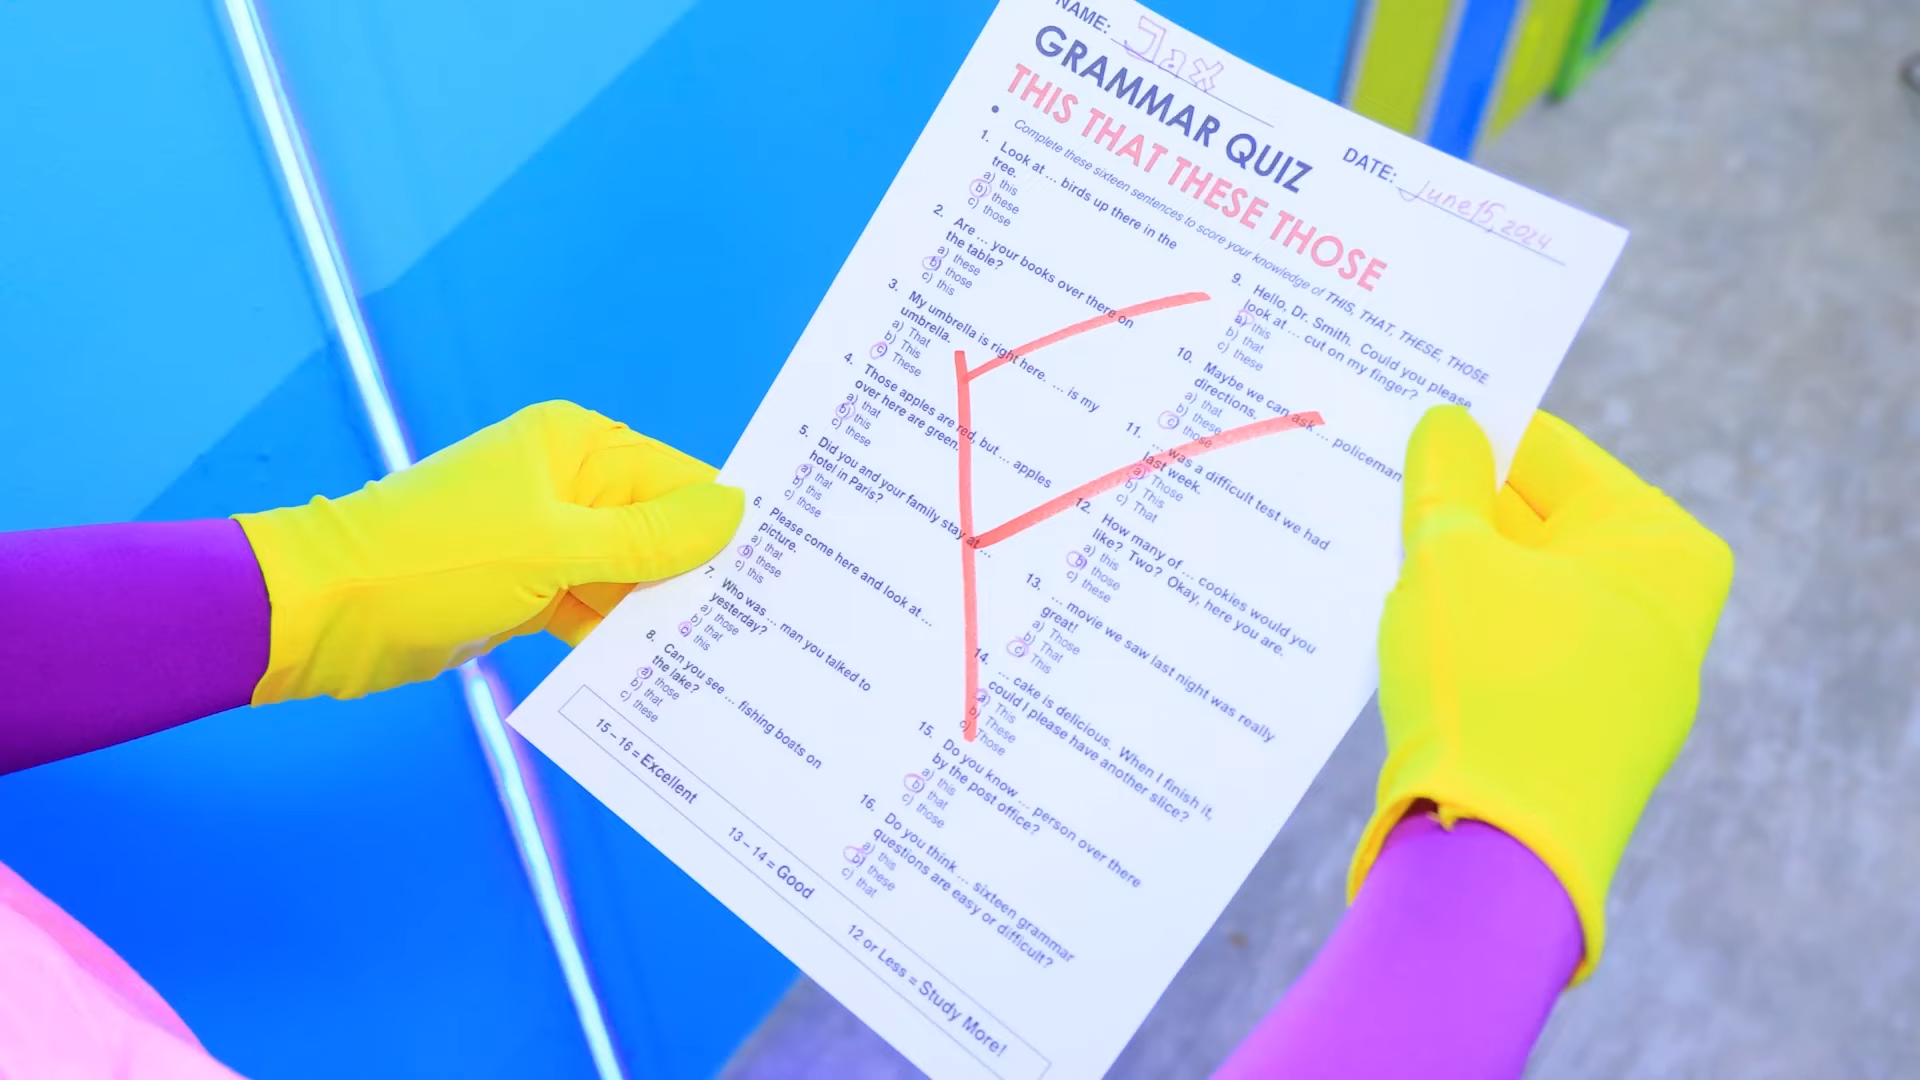 NAME: Jax
DATE: June 15, 2024
GRAMMAR QUIZ
THIS THAT THESE THOSE
• Complete these sixteen sentences to score your knowledge of THIS, THAT, THESE, THOSE
1. Look at ... birds up there in the
tree.
a) this
b) these
c) those
2. Are ... your books over there on
the table?
a) these
b) those
c) this
3. My umbrella is right here. ... is my
umbrella.
a) That
b) This
c) These
4. Those apples are red, but ... apples
over here are green.
a) that
b) this
c) these
5. Did you and your family stay at ...
hotel in Paris?
a) that
b) this
c) those
6. Please come here and look at ...
picture.
a) that
b) these
c) this
7. Who was ... man you talked to
yesterday?
a) those
b) that
c) this
8. Can you see ... fishing boats on
the lake?
a) those
b) that
c) these
9. Hello, Dr. Smith. Could you please
look at ... cut on my finger?
a) this
b) that
c) these
10. Maybe we can ask ... policeman
directions.
a) that
b) these
c) those
11. ... was a difficult test we had
last week.
a) Those
b) This
c) That
12. How many of ... cookies would you
like? Two? Okay, here you are.
a) this
b) those
c) these
13. ... movie we saw last night was really
great!
a) Those
b) That
c) This
14. ... cake is delicious. When I finish it,
could I please have another slice?
a) This
b) These
c) Those
15. Do you know ... person over there
by the post office?
a) this
b) that
c) those
16. Do you think ... sixteen grammar
questions are easy or difficult?
a) this
b) these
c) that
15 – 16 = Excellent 13 – 14 = Good 12 or Less = Study More!
F